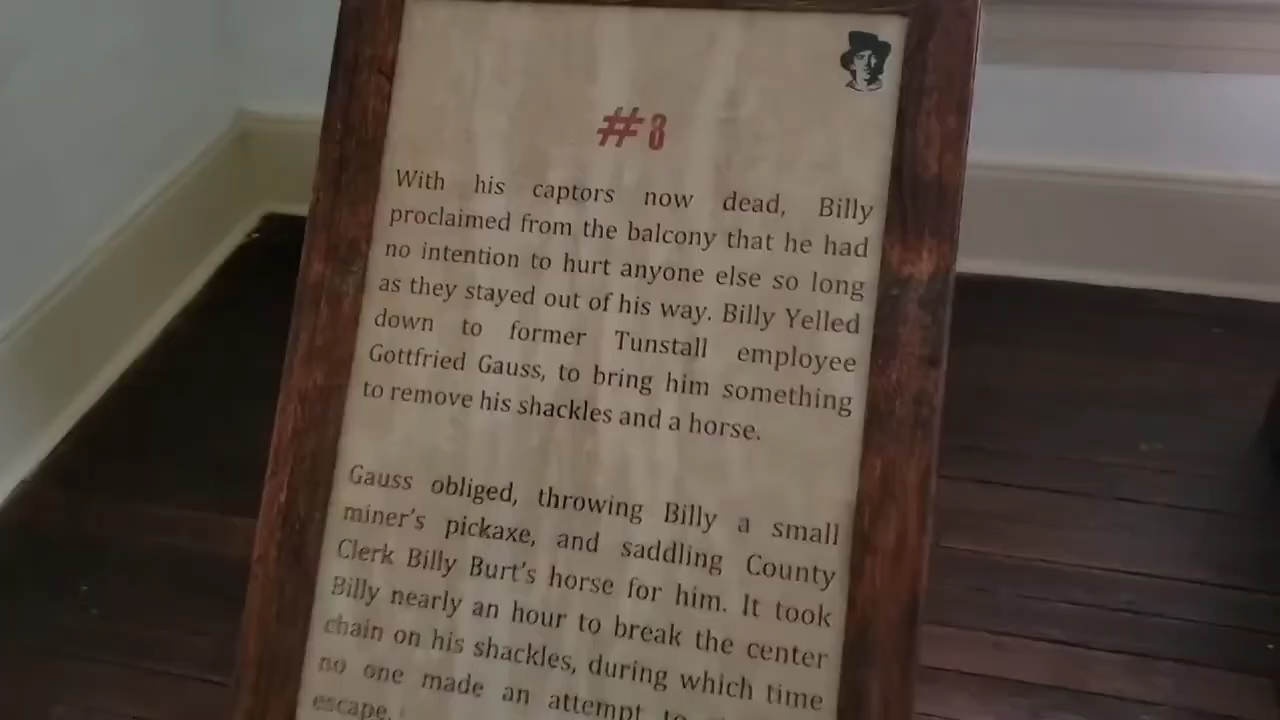 #8
With his captors now dead, Billy
proclaimed from the balcony that he had
no intention to hurt anyone else so long
as they stayed out of his way. Billy Yelled
down to former Tunstall employee
Gottfried Gauss, to bring him something
to remove his shackles and a horse.
Gauss obliged, throwing Billy a small
miner's pickaxe, and saddling County
Clerk Billy Burt's horse for him. It took
Billy nearly an hour to break the center
chain on his shackles, during which time
no one made an attempt to
escape.